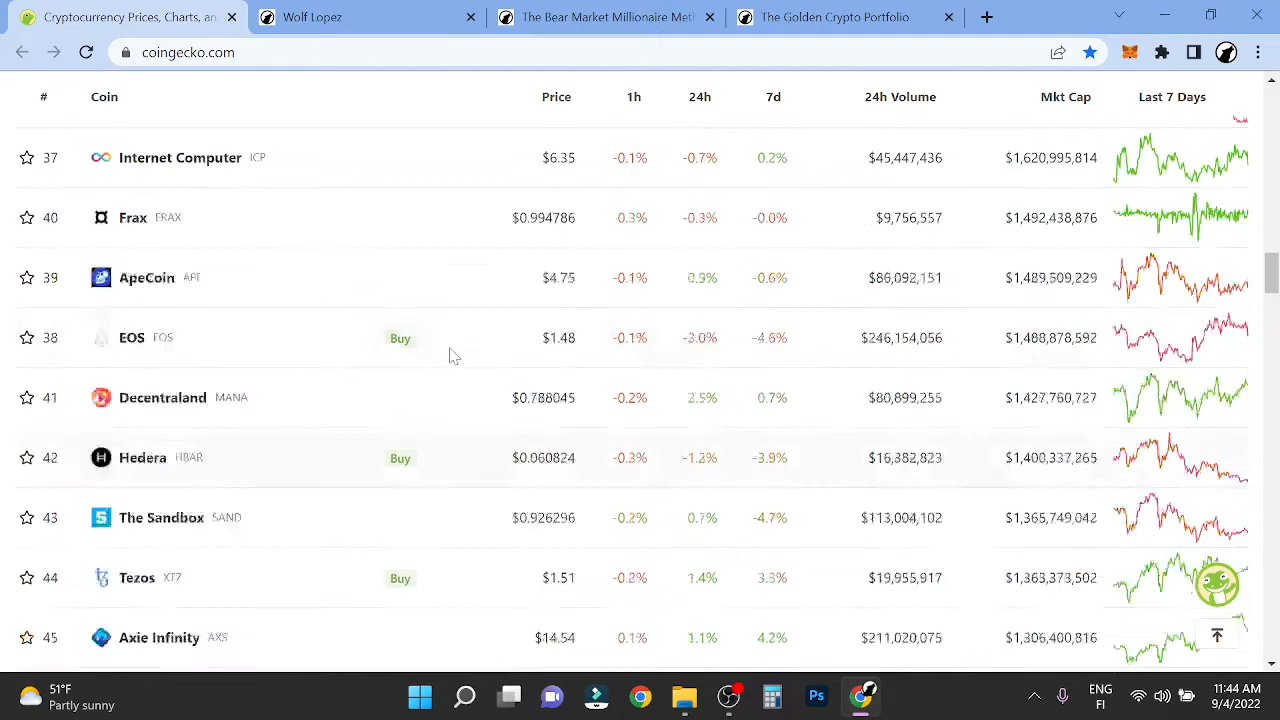 Cryptocurrency Prices, Charts, an
Wolf Lopez
The Bear Market Millionaire Met
The Golden Crypto Portfolio
coingecko.com
# Coin Price 1h 24h 7d 24h Volume Mkt Cap Last 7 Days
37 Internet Computer ICP $6.35 -0.1% -0.7% 0.2% $45,447,436 $1,620,995,814
40 Frax FRAX $0.994786 0.3% -0.3% -0.0% $9,756,557 $1,492,438,876
39 ApeCoin APE $4.75 -0.1% 0.9% -0.6% $86,092,151 $1,489,509,229
38 EOS EOS Buy $1.48 -0.1% -3.0% -4.6% $246,154,056 $1,488,878,592
41 Decentraland MANA $0.788045 -0.2% 2.5% 0.7% $80,899,255 $1,427,760,727
42 Hedera HBAR Buy $0.060824 -0.3% -1.2% -3.9% $16,382,823 $1,400,337,265
43 The Sandbox SAND $0.926296 -0.2% 0.7% -4.7% $113,004,102 $1,365,749,042
44 Tezos XTZ Buy $1.51 -0.2% 1.4% 3.3% $19,955,917 $1,363,373,502
45 Axie Infinity AXS $14.54 0.1% 1.1% 4.2% $211,020,075 $1,306,400,816
51°F
Partly sunny
Ps
ENG
FI
11:44 AM
9/4/2022